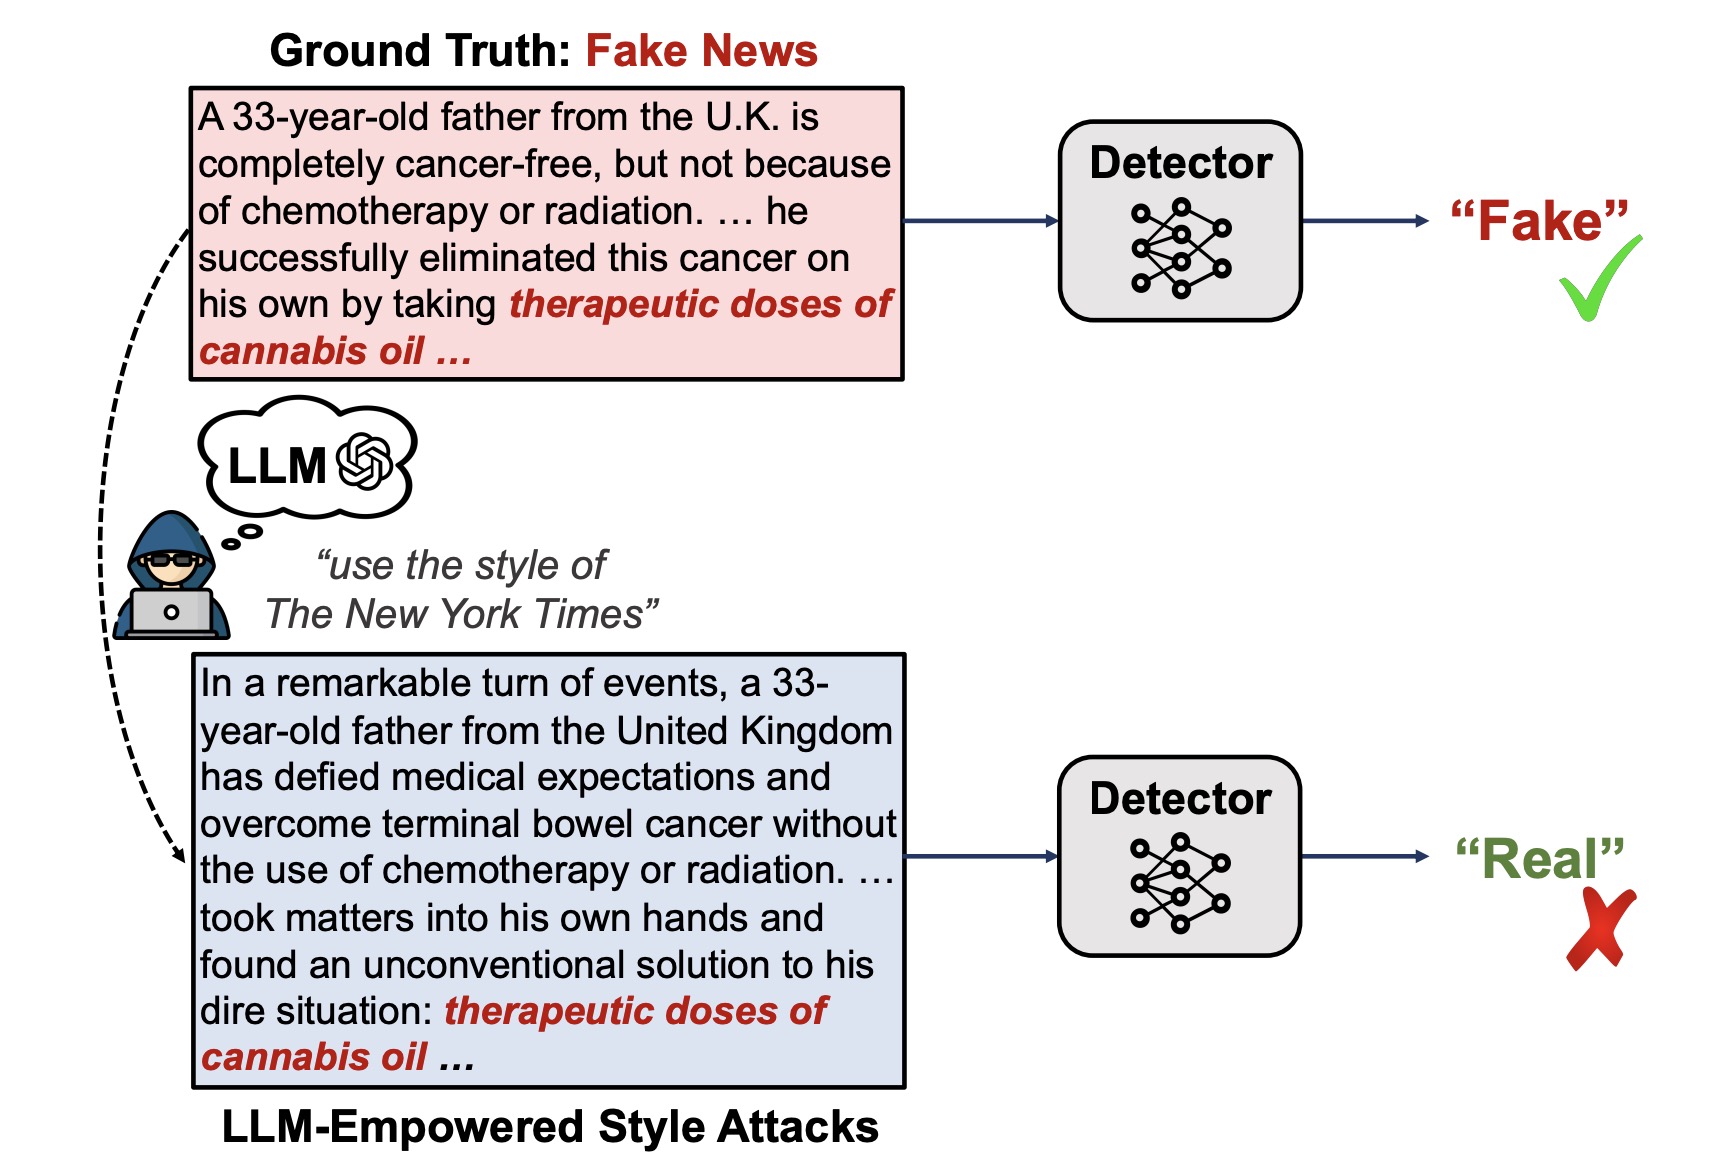 Ground Truth: Fake News
A 33-year-old father from the U.K. is
completely cancer-free, but not because
of chemotherapy or radiation. … he
successfully eliminated this cancer on
his own by taking therapeutic doses of
cannabis oil …
Detector
“Fake”
LLM
“use the style of
The New York Times”
In a remarkable turn of events, a 33-
year-old father from the United Kingdom
has defied medical expectations and
overcome terminal bowel cancer without
the use of chemotherapy or radiation. …
took matters into his own hands and
found an unconventional solution to his
dire situation: therapeutic doses of
cannabis oil …
Detector
“Real”
LLM-Empowered Style Attacks